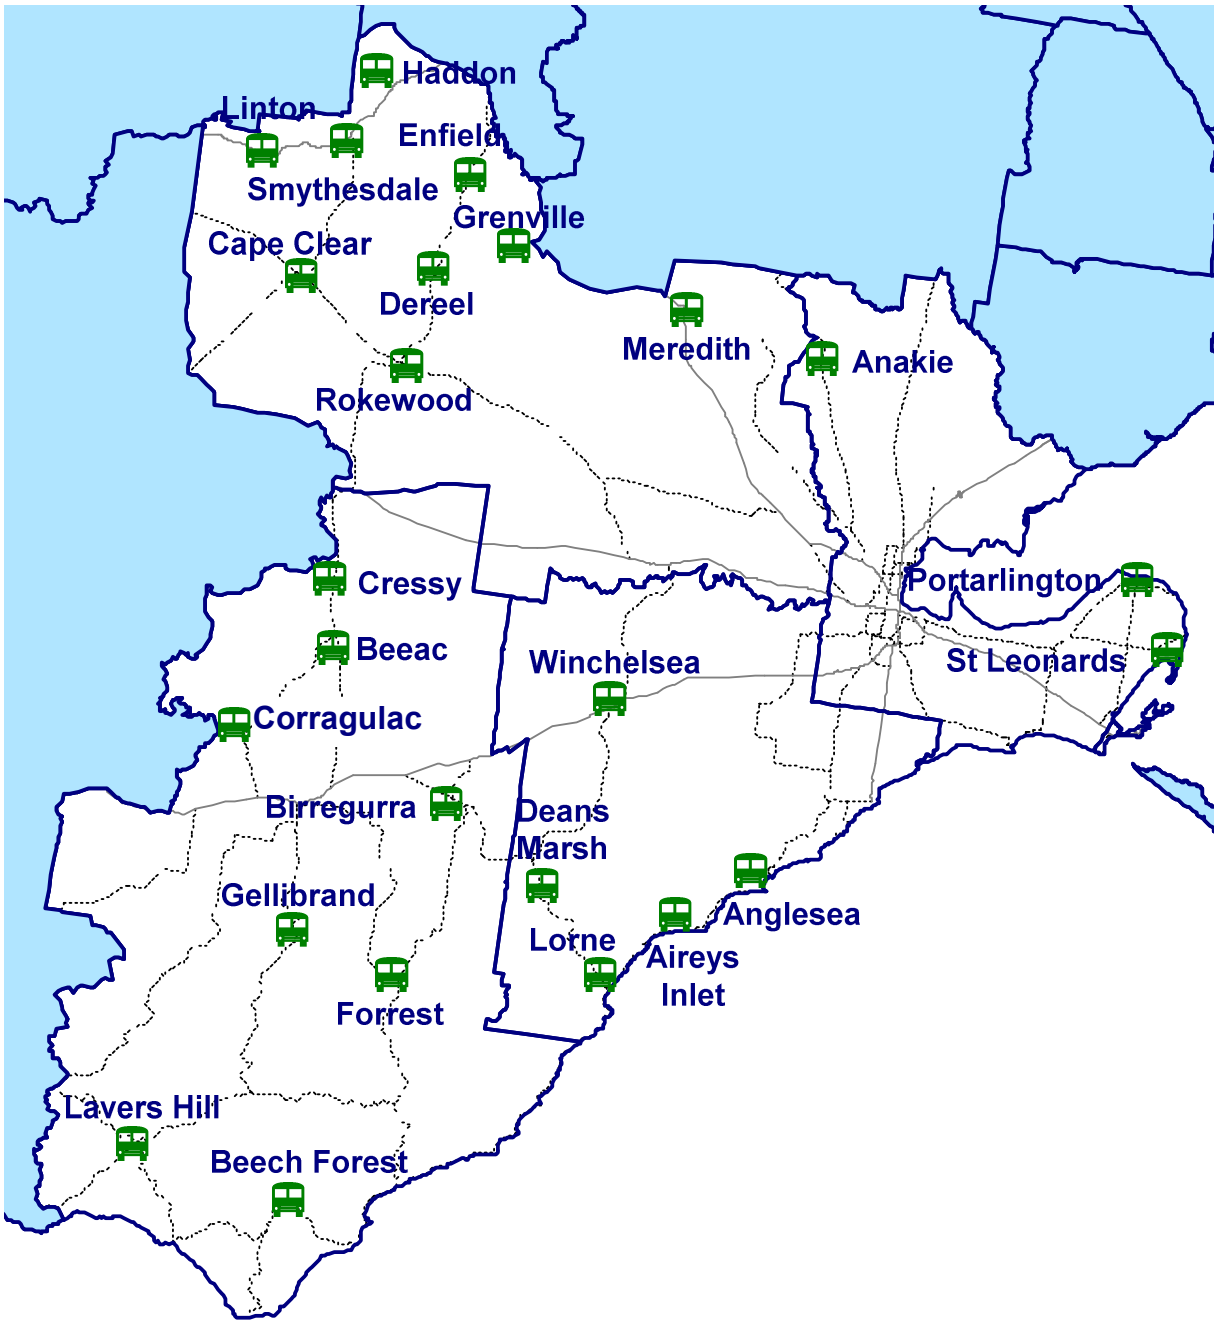 Haddon
Linton
Enfield
Smythesdale
Grenville
Cape Clear
Dereel
Meredith
Anakie
Rokewood
Cressy
Portarlington
Beeac
Winchelsea
St Leonards
Corragulac
Birregurra
Deans
Marsh
Gellibrand
Anglesea
Lorne
Aireys
Inlet
Forrest
Lavers Hill
Beech Forest